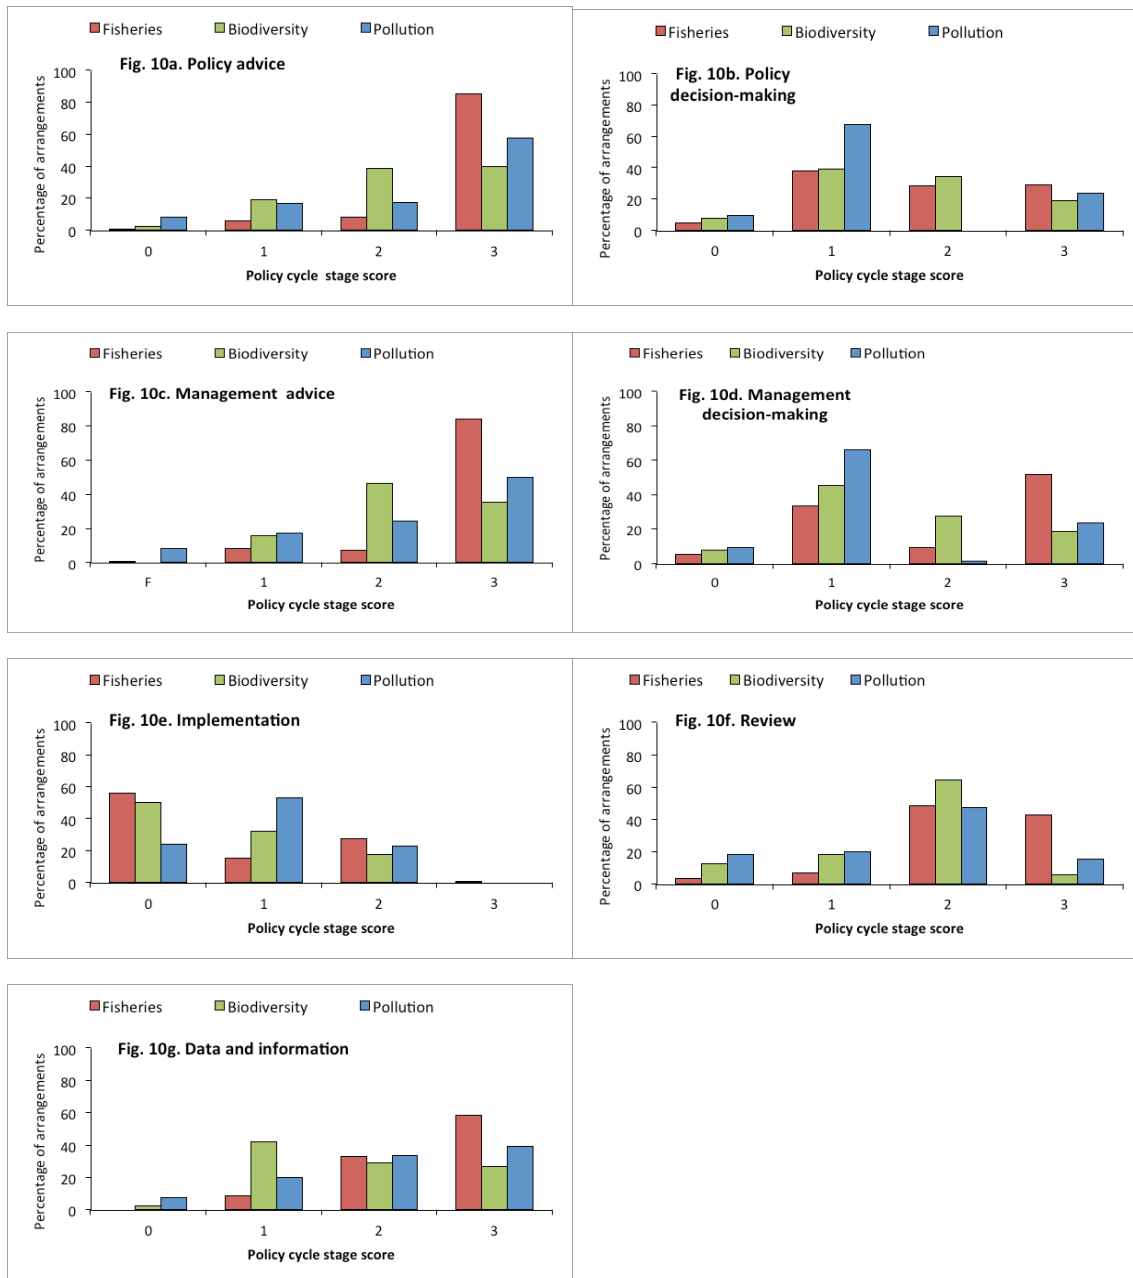 Fisheries Biodiversity Pollution
Fig. 10a. Policy advice
Percentage of arrangements
100
80
60
40
20
0
0 1 2 3
Policy cycle stage score
Fisheries Biodiversity Pollution
Fig. 10b. Policy
decision-making
Percentage of arrangements
100
80
60
40
20
0
0 1 2 3
Policy cycle stage score
Fisheries Biodiversity Pollution
Fig. 10c. Management advice
Percentage of arrangements
100
80
60
40
20
0
F 1 2 3
Policy cycle stage score
Fisheries Biodiversity Pollution
Fig. 10d. Management
decision-making
Percentage of arrangements
100
80
60
40
20
0
0 1 2 3
Policy cycle stage score
Fisheries Biodiversity Pollution
Fig. 10e. Implementation
Percentage of arrangements
100
80
60
40
20
0
0 1 2 3
Policy cycle stage score
Fisheries Biodiversity Pollution
Fig. 10f. Review
Percentage of arrangements
100
80
60
40
20
0
0 1 2 3
Policy cycle stage score
Fisheries Biodiversity Pollution
Fig. 10g. Data and information
Percentage of arrangements
100
80
60
40
20
0
0 1 2 3
Policy cycle stage score